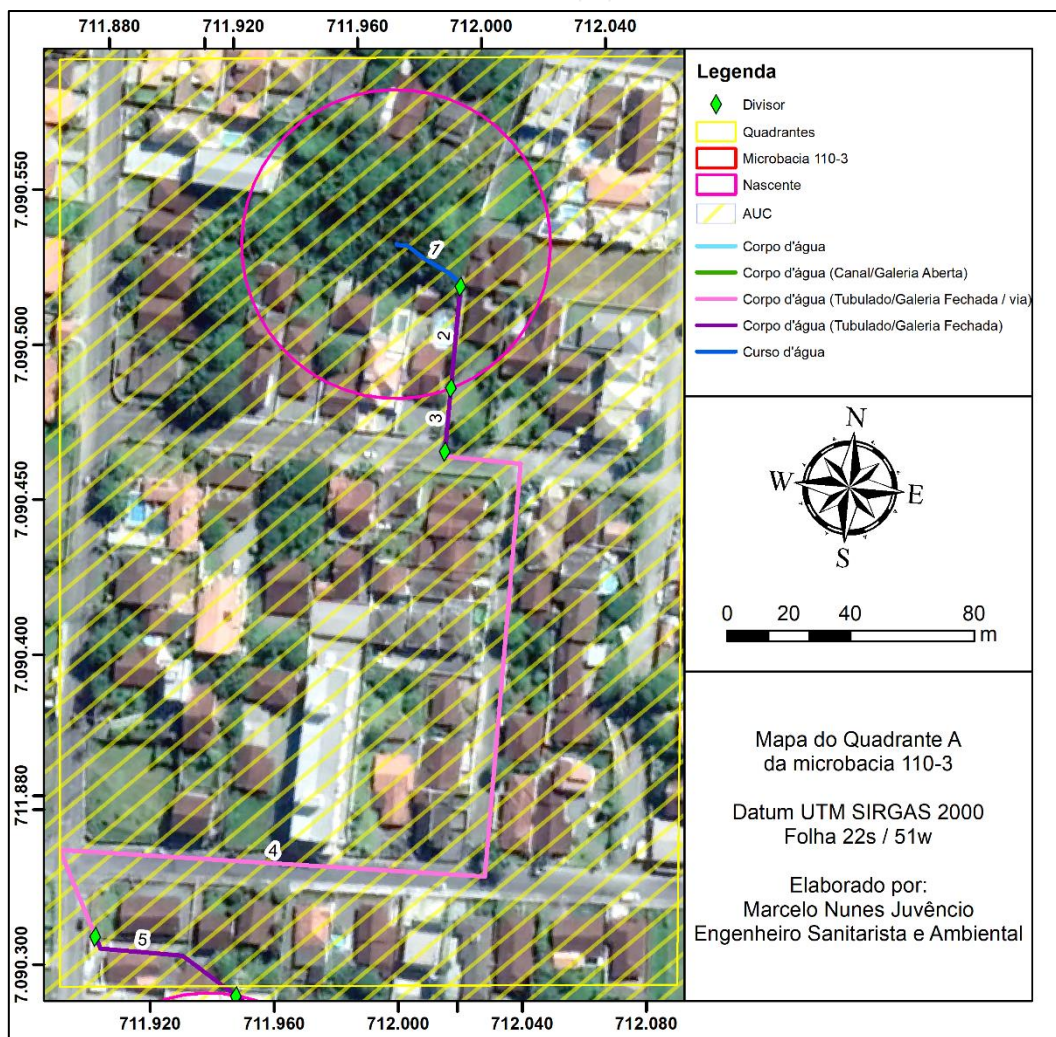 711.880 711.920 711.960 712.000 712.040
7.090.550
7.090.500
7.090.450
7.090.400
711.880
7.090.300
1
2
3
4
5
711.920 711.960 712.000 712.040 712.080
Legenda
Divisor
Quadrantes
Microbacia 110-3
Nascente
AUC
Corpo d'água
Corpo d'água (Canal/Galeria Aberta)
Corpo d'água (Tubulado/Galeria Fechada / via)
Corpo d'água (Tubulado/Galeria Fechada)
Curso d'água
N
W E
S
0 20 40 80
m
Mapa do Quadrante A
da microbacia 110-3
Datum UTM SIRGAS 2000
Folha 22s / 51w
Elaborado por:
Marcelo Nunes Juvêncio
Engenheiro Sanitarista e Ambiental